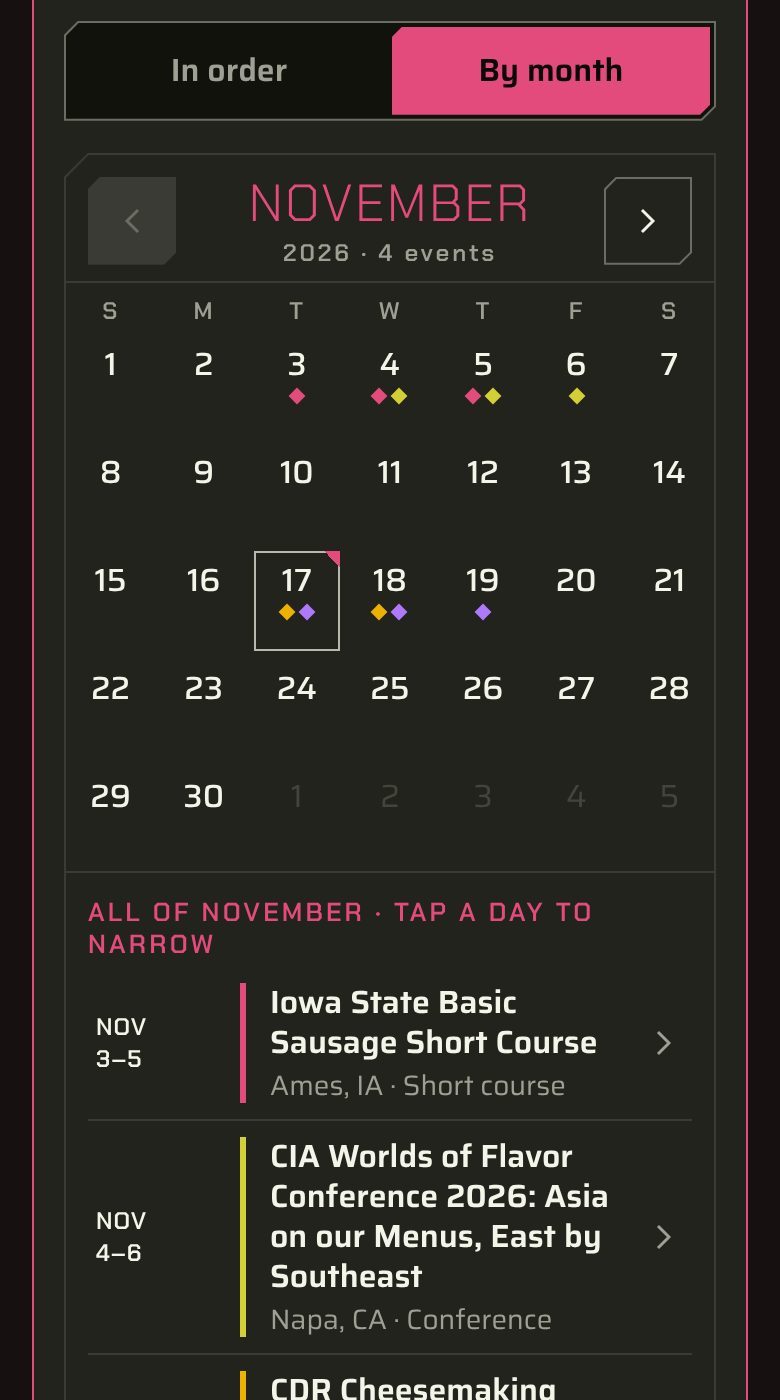 In order
By month
NOVEMBER
2026 · 4 events
S M T W T F S
1 2 3 4 5 6 7
8 9 10 11 12 13 14
15 16 17 18 19 20 21
22 23 24 25 26 27 28
29 30 1 2 3 4 5
ALL OF NOVEMBER · TAP A DAY TO
NARROW
NOV
3–5
Iowa State Basic
Sausage Short Course
Ames, IA · Short course
NOV
4–6
CIA Worlds of Flavor
Conference 2026: Asia
on our Menus, East by
Southeast
Napa, CA · Conference
CDR Cheesemaking